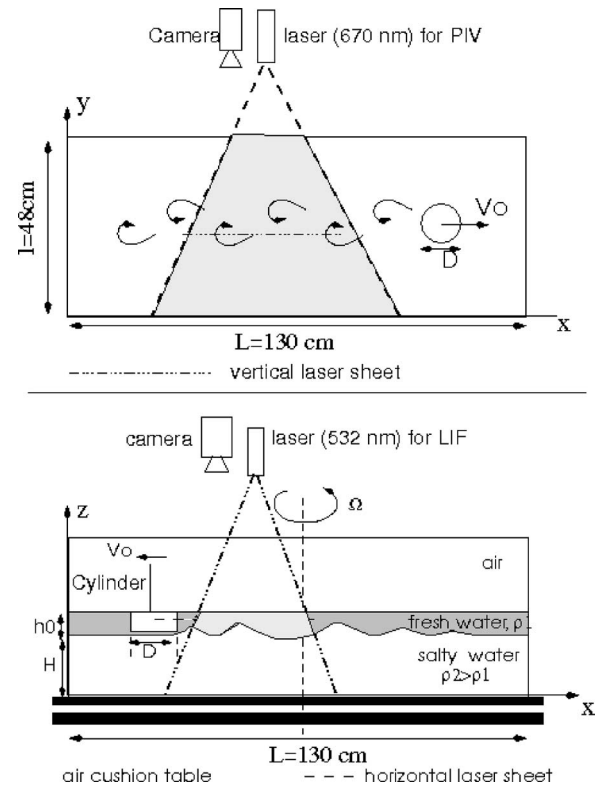 Camera laser (670 nm) for PIV
y
l=48cm
Vo
D
x
L=130 cm
vertical laser sheet
camera laser (532 nm) for LIF
z
Ω
Vo
air
Cylinder
h0
fresh water, ρ1
D
H
salty water
ρ2>ρ1
x
L=130 cm
air cushion table
horizontal laser sheet